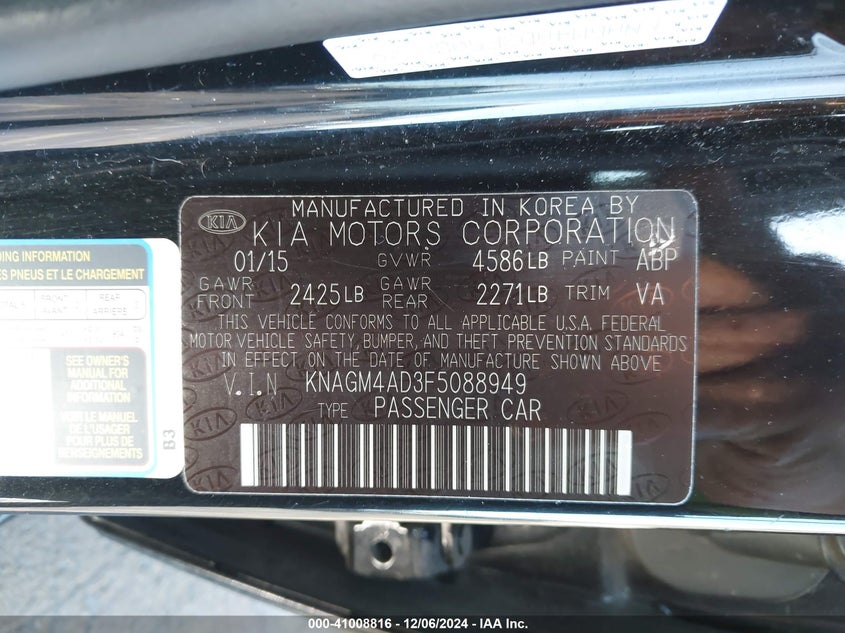 MANUFACTURED IN KOREA BY
KIA KIA MOTORS CORPORATION
01/15 GVWR 4586LB PAINT ABP
GAWR FRONT 2425LB GAWR REAR 2271LB TRIM VA
THIS VEHICLE CONFORMS TO ALL APPLICABLE U.S.A. FEDERAL
MOTOR VEHICLE SAFETY, BUMPER, AND THEFT PREVENTION STANDARDS
IN EFFECT ON THE DATE OF MANUFACTURE SHOWN ABOVE
V.I.N KNAGM4AD3F5088949
TYPE PASSENGER CAR
DING INFORMATION
ES PNEUS ET LE CHARGEMENT
SEE OWNER'S
MANUAL FOR
ADDITIONAL
INFORMATION
VOIR LE MANUEL
DE L'USAGER
POUR PLUS DE
RENSEIGNEMENTS
B3
000-41008816 - 12/06/2024 - IAA Inc.